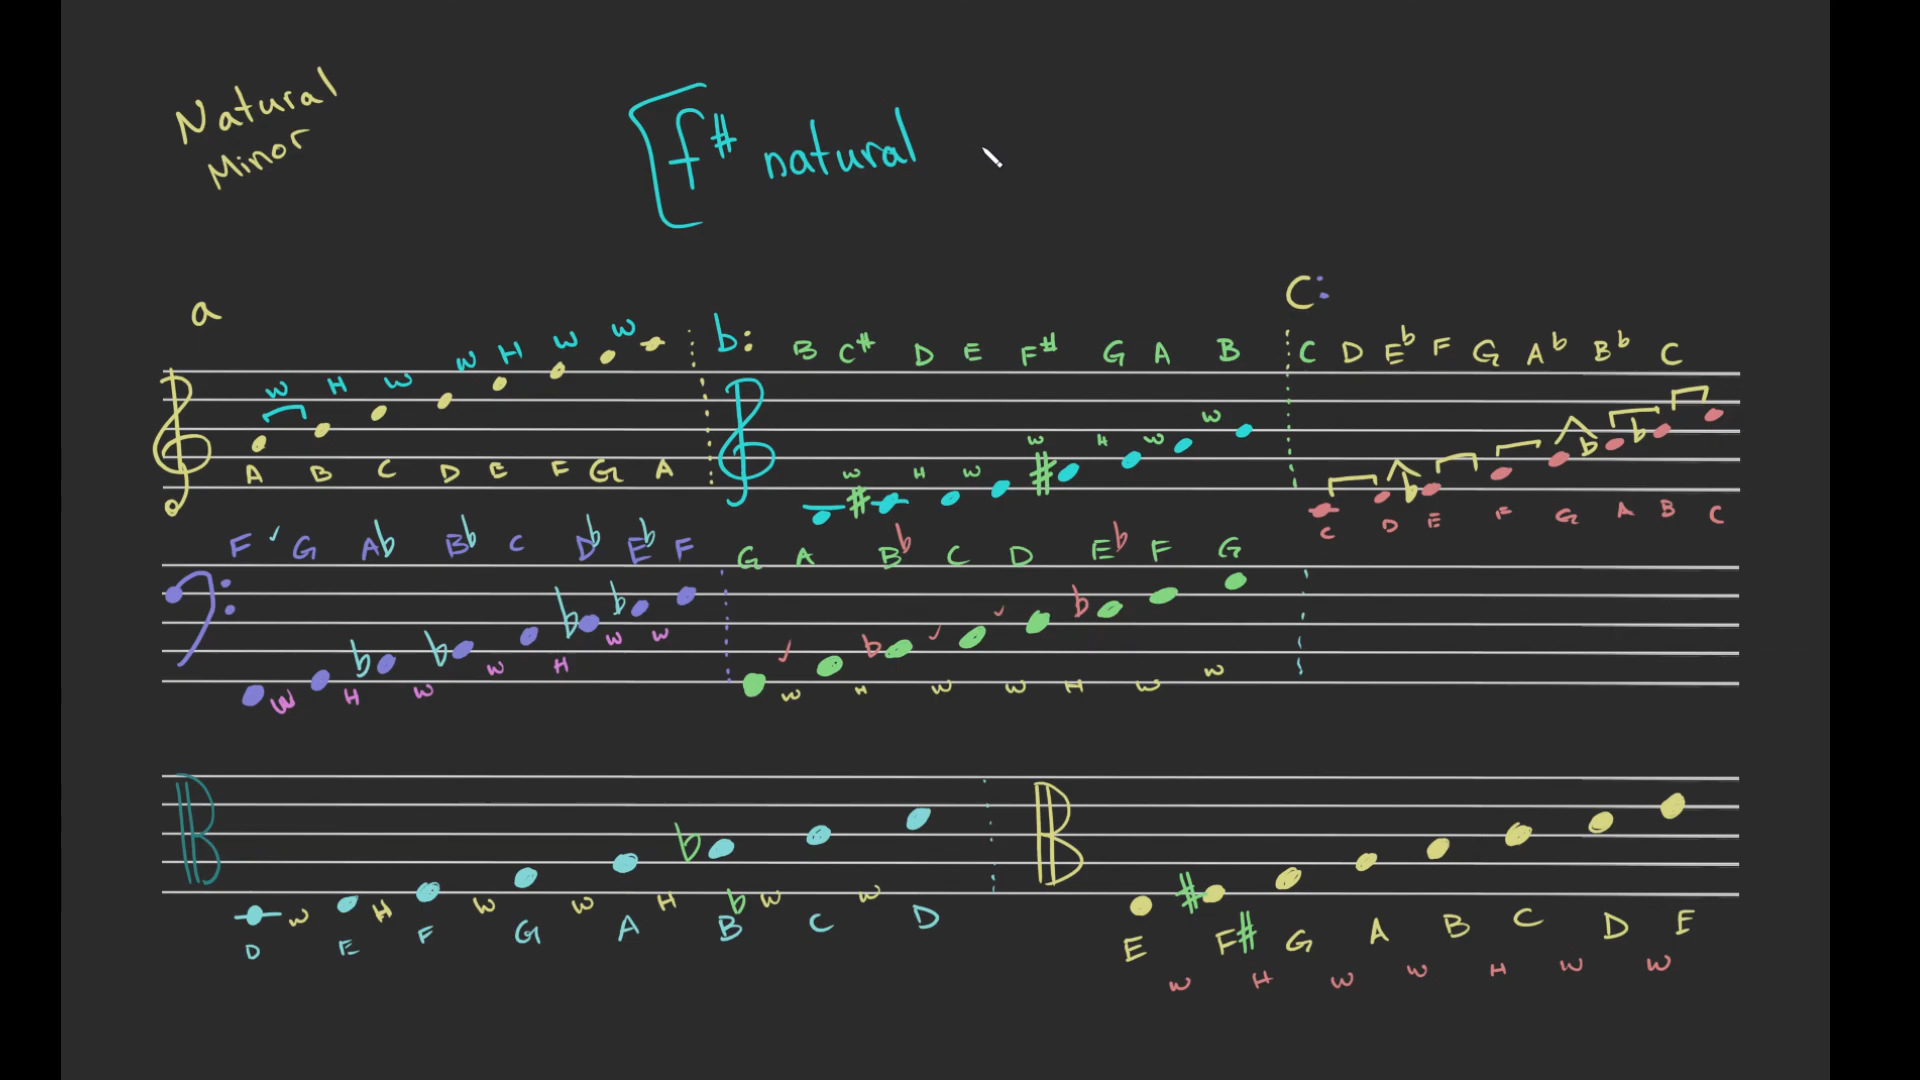 Natural
Minor
f# natural
a
C:
W H W W H W W
b:
B C# D E F# G A B
C D Eb F G Ab Bb C
A B C D E F G A
W H W W H W W
C D E F G A B C
F G Ab Bb C Db Eb F
G A Bb C D Eb F G
W H W W H W W
W H W W H W W
W H W W H W W
D E F G A B C D
E F# G A B C D E
W H W W H W W